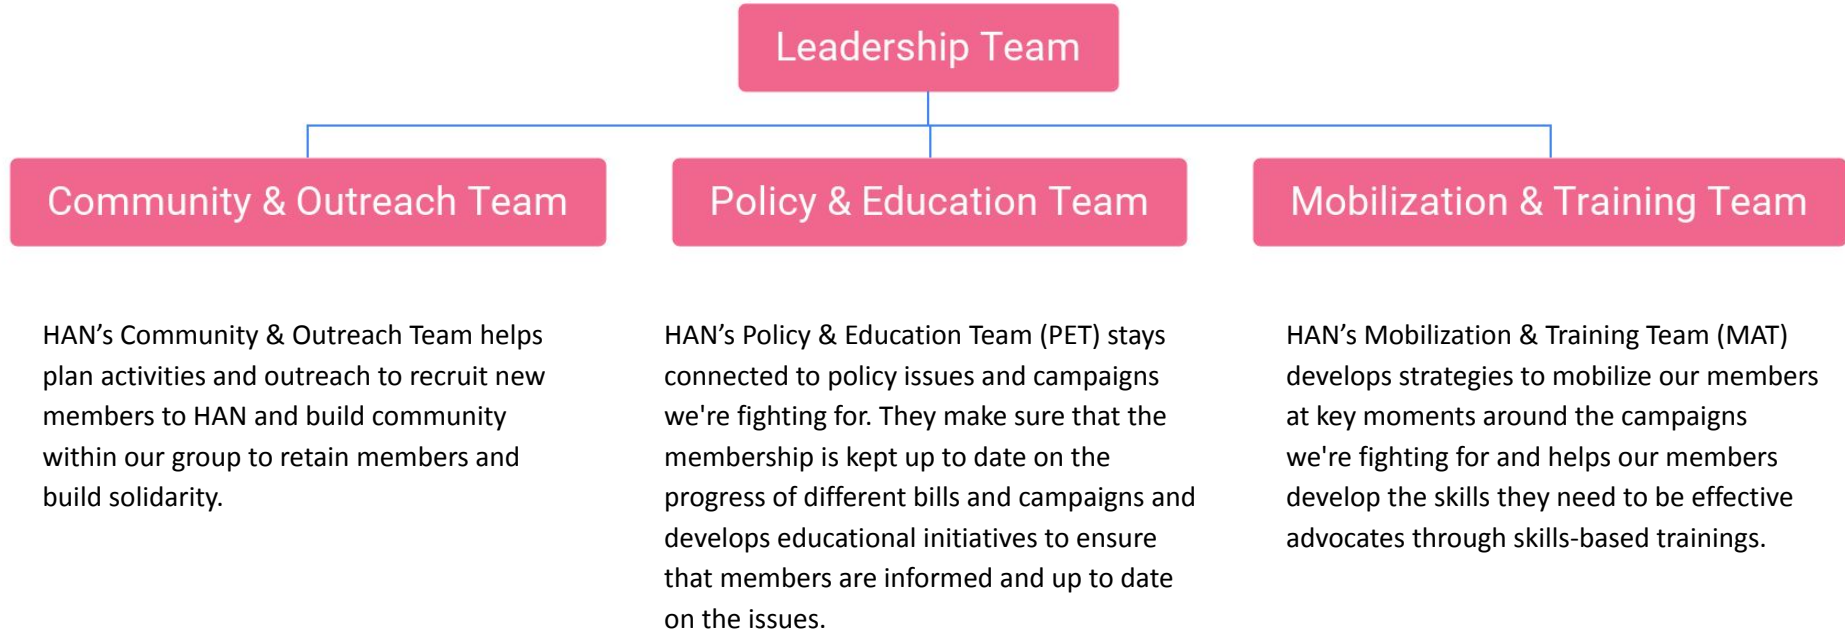 Leadership Team
Community & Outreach Team
Policy & Education Team
Mobilization & Training Team
HAN’s Community & Outreach Team helps
plan activities and outreach to recruit new
members to HAN and build community
within our group to retain members and
build solidarity.
HAN’s Policy & Education Team (PET) stays
connected to policy issues and campaigns
we're fighting for. They make sure that the
membership is kept up to date on the
progress of different bills and campaigns and
develops educational initiatives to ensure
that members are informed and up to date
on the issues.
HAN’s Mobilization & Training Team (MAT)
develops strategies to mobilize our members
at key moments around the campaigns
we're fighting for and helps our members
develop the skills they need to be effective
advocates through skills-based trainings.